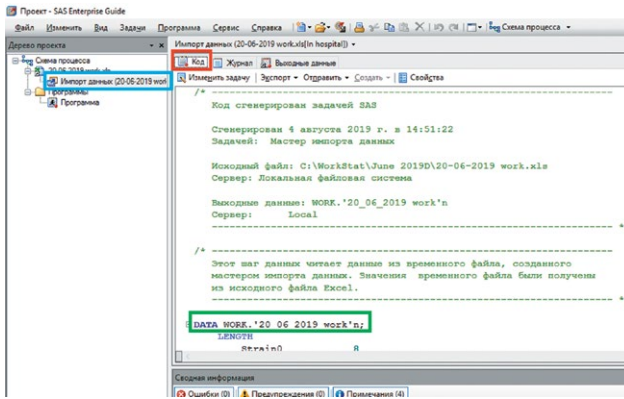 Проект - SAS Enterprise Guide
Файл Изменить Вид Задачи Программа Сервис Справка Схема процесса
Дерево проекта
Импорт данных (20-06-2019 work.xls[In hospital])
Схема процесса
20-06-2019 work.xls
Импорт данных (20-06-2019 worl
Программы
Программа
Код Журнал Выходные данные
Изменить задачу Экспорт Отправить Создать Свойства
/* --------------------------------------------------------------------
Код сгенерирован задачей SAS
Сгенерирован 4 августа 2019 г. в 14:51:22
Задачей: Мастер импорта данных
Исходный файл: C:\WorkStat\June 2019D\20-06-2019 work.xls
Сервер: Локальная файловая система
Выходные данные: WORK.'20_06_2019 work'n
Сервер: Local
-------------------------------------------------------------------- *
/* --------------------------------------------------------------------
Этот шаг данных читает данные из временного файла, созданного
мастером импорта данных. Значения временного файла были получены
из исходного файла Excel.
-------------------------------------------------------------------- *
DATA WORK.'20_06_2019 work'n;
LENGTH
Strain0 8
Сводная информация
Ошибки (0) Предупреждения (0) Примечания (4)